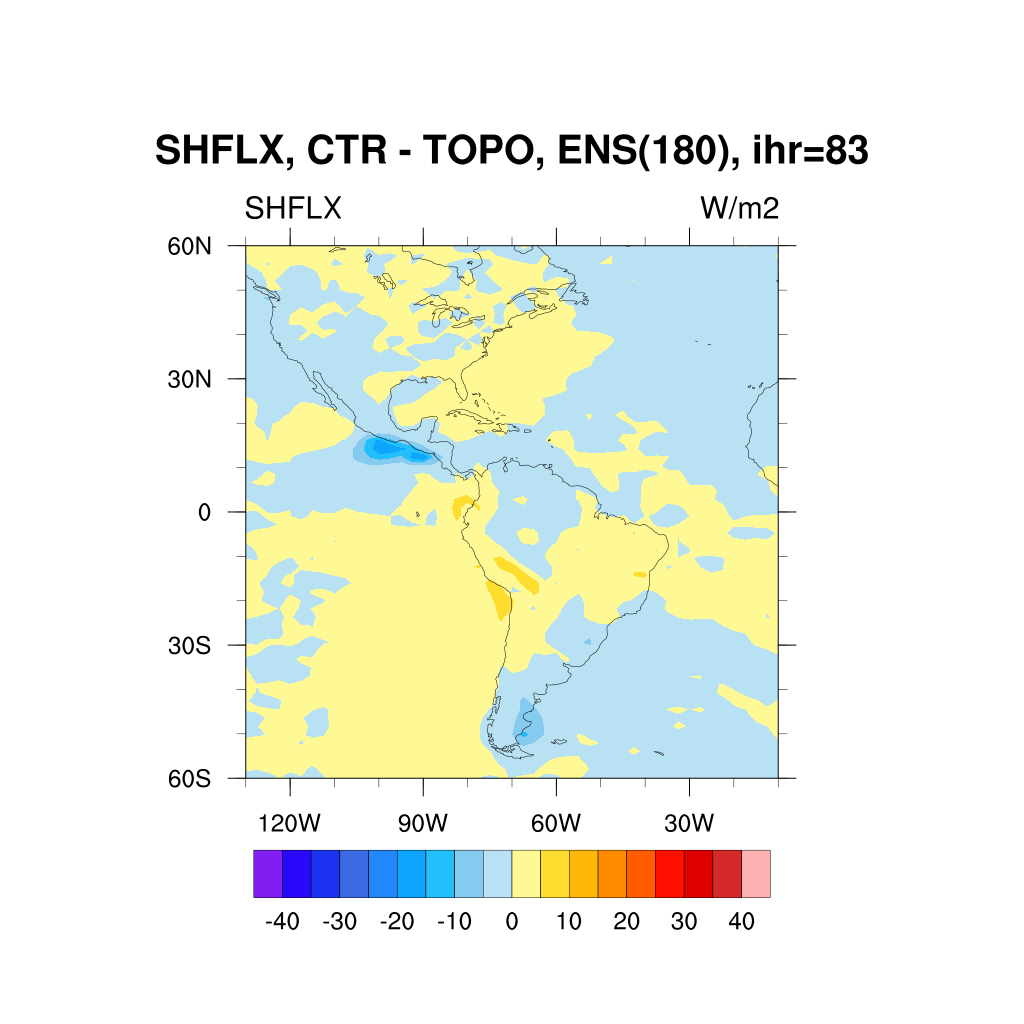 SHFLX, CTR - TOPO, ENS(180), ihr=83
SHFLX W/m2
60N
30N
0
30S
60S
120W 90W 60W 30W
-40 -30 -20 -10 0 10 20 30 40